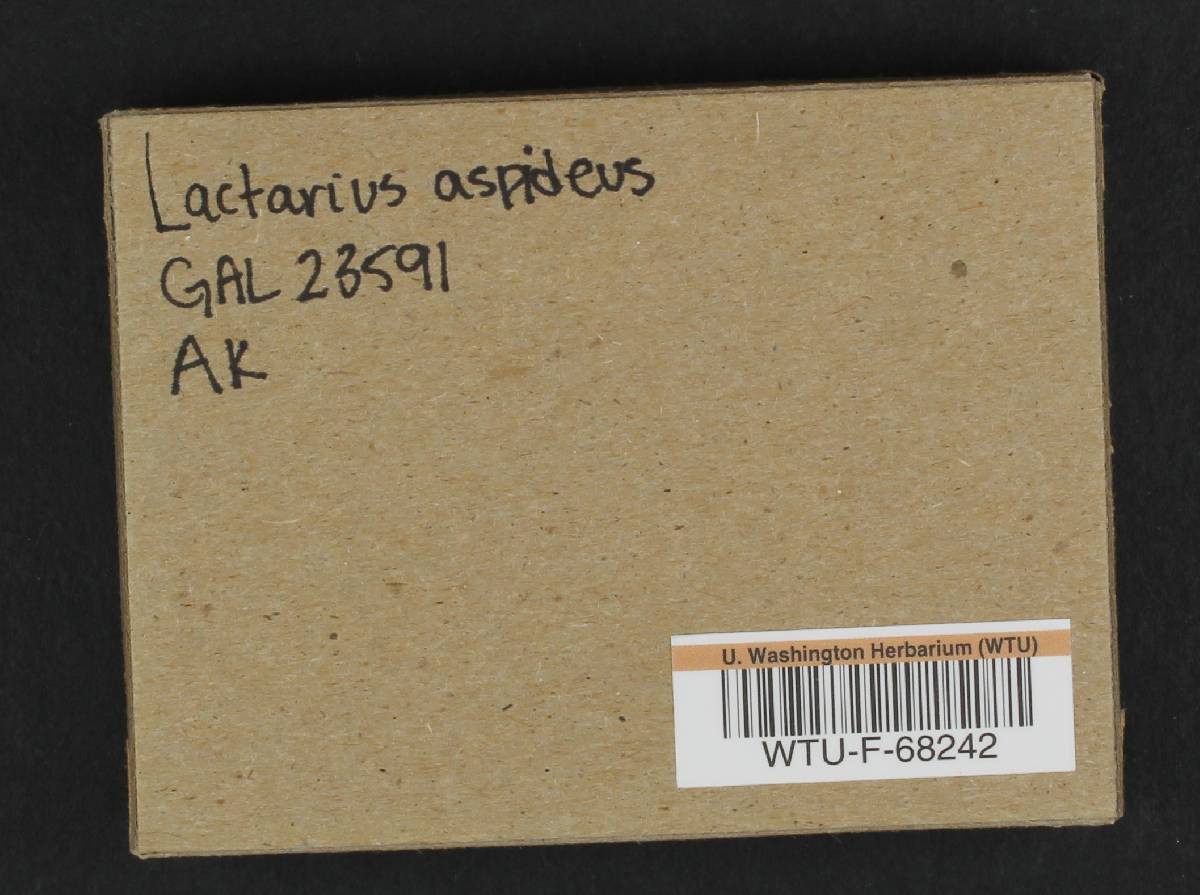 Lactarius aspideus
GAL 23591
AK
U. Washington Herbarium (WTU)
WTU-F-68242